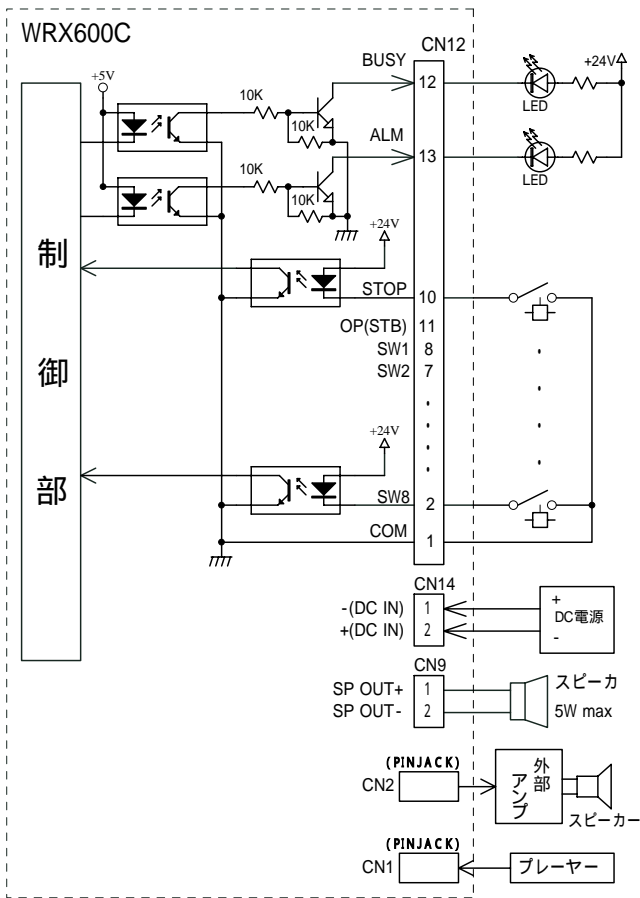 WRX600C
CN12
BUSY
+24V
+5V
10K
12
LED
10K
ALM
10K
13
LED
10K
+24V
制
御
部
STOP
10
OP(STB)
11
SW1
8
SW2
7
+24V
SW8
2
COM
1
CN14
-(DC IN)
1
+(DC IN)
2
+
DC電源
-
CN9
SP OUT+
1
SP OUT-
2
スピーカ
5W max
(PINJACK)
CN2
外部
アンプ
スピーカー
(PINJACK)
CN1
プレーヤー